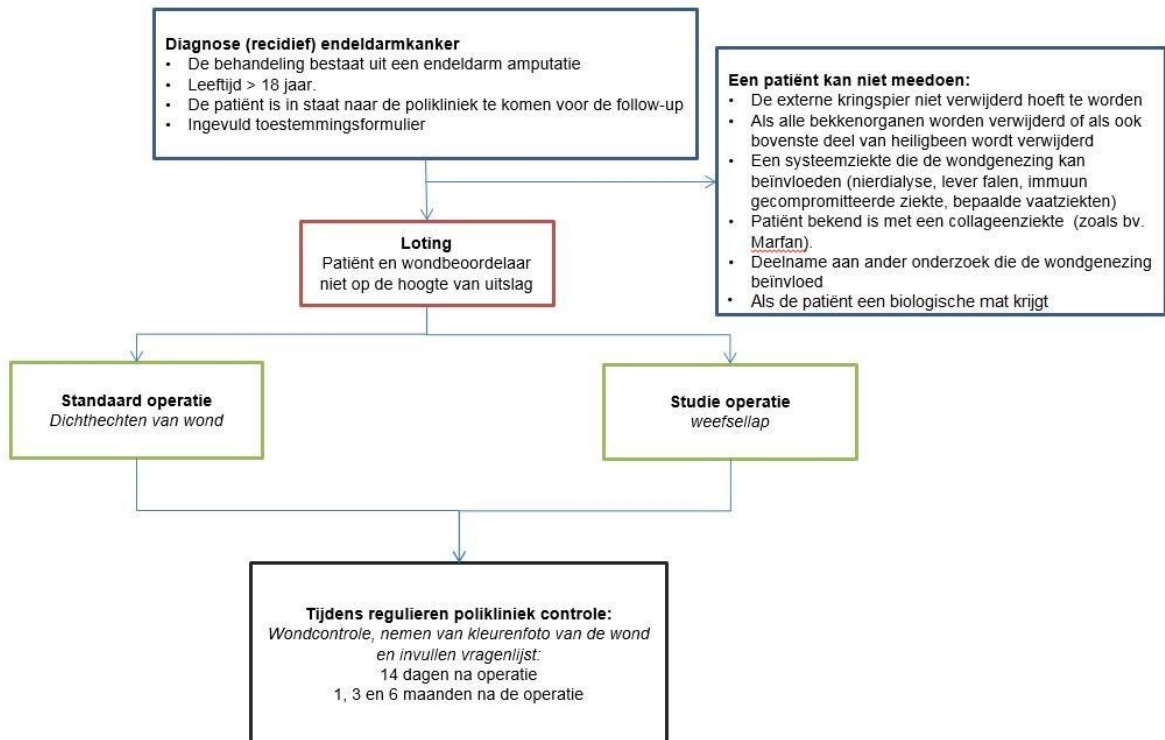 Diagnose (recidief) endeldarmkanker
• De behandeling bestaat uit een endeldarm amputatie
• Leeftijd > 18 jaar.
• De patiënt is in staat naar de polikliniek te komen voor de follow-up
• Ingevuld toestemmingsformulier
Een patiënt kan niet meedoen:
• De externe kringspier niet verwijderd hoeft te worden
• Als alle bekkenorganen worden verwijderd of als ook
bovenste deel van heiligbeen wordt verwijderd
• Een systeemziekte die de wondgenezing kan
beïnvloeden (nierdialyse, lever falen, immuun
gecompromitteerde ziekte, bepaalde vaatziekten)
• Patiënt bekend is met een collageenziekte (zoals bv.
Marfan).
• Deelname aan ander onderzoek die de wondgenezing
beïnvloed
• Als de patiënt een biologische mat krijgt
Loting
Patiënt en wondbeoordelaar
niet op de hoogte van uitslag
Standaard operatie
Dichthechten van wond
Studie operatie
weefsellap
Tijdens regulieren polikliniek controle:
Wondcontrole, nemen van kleurenfoto van de wond
en invullen vragenlijst:
14 dagen na operatie
1, 3 en 6 maanden na de operatie